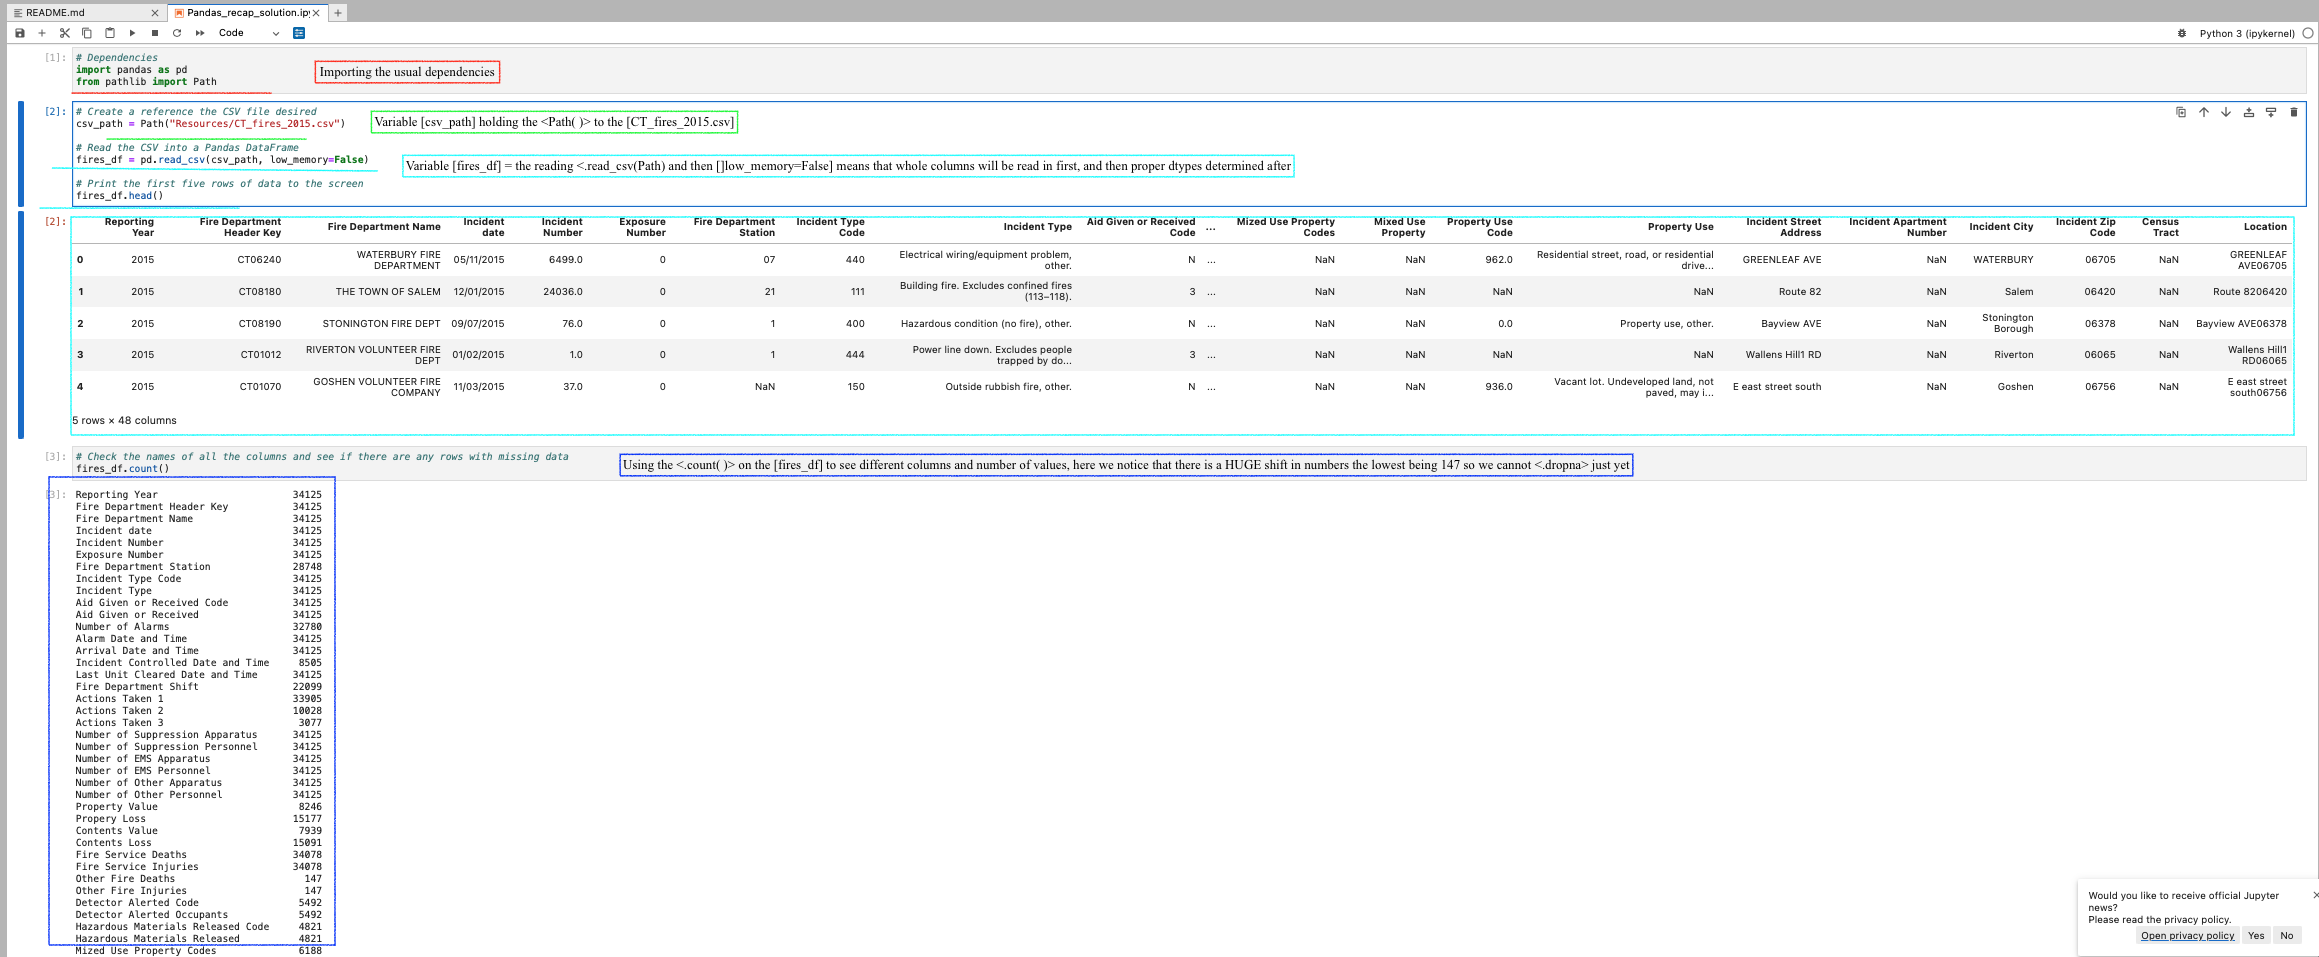 README.md
Pandas_recap_solution.ipy
Code
Python 3 (ipykernel)
[1]:
# Dependencies
import pandas as pd
from pathlib import Path
Importing the usual dependencies
[2]:
# Create a reference the CSV file desired
csv_path = Path("Resources/CT_fires_2015.csv")
Variable [csv_path] holding the <Path( )> to the [CT_fires_2015.csv]
# Read the CSV into a Pandas DataFrame
fires_df = pd.read_csv(csv_path, low_memory=False)
Variable [fires_df] = the reading <.read_csv(Path) and then []low_memory=False] means that whole columns will be read in first, and then proper dtypes determined after
# Print the first five rows of data to the screen
fires_df.head()
[2]:
Reporting Year Fire Department Header Key Fire Department Name Incident date Incident Number Exposure Number Fire Department Station Incident Type Code Incident Type Aid Given or Received Code ... Mized Use Property Codes Mixed Use Property Property Use Code Property Use Incident Street Address Incident Apartment Number Incident City Incident Zip Code Census Tract Location
0 2015 CT06240 WATERBURY FIRE DEPARTMENT 05/11/2015 6499.0 0 07 440 Electrical wiring/equipment problem, other. N ... NaN NaN 962.0 Residential street, road, or residential drive... GREENLEAF AVE NaN WATERBURY 06705 NaN GREENLEAF AVE06705
1 2015 CT08180 THE TOWN OF SALEM 12/01/2015 24036.0 0 21 111 Building fire. Excludes confined fires (113–118). 3 ... NaN NaN NaN NaN Route 82 NaN Salem 06420 NaN Route 8206420
2 2015 CT08190 STONINGTON FIRE DEPT 09/07/2015 76.0 0 1 400 Hazardous condition (no fire), other. N ... NaN NaN 0.0 Property use, other. Bayview AVE NaN Stonington Borough 06378 NaN Bayview AVE06378
3 2015 CT01012 RIVERTON VOLUNTEER FIRE DEPT 01/02/2015 1.0 0 1 444 Power line down. Excludes people trapped by do... 3 ... NaN NaN NaN NaN Wallens Hill1 RD NaN Riverton 06065 NaN Wallens Hill1 RD06065
4 2015 CT01070 GOSHEN VOLUNTEER FIRE COMPANY 11/03/2015 37.0 0 NaN 150 Outside rubbish fire, other. N ... NaN NaN 936.0 Vacant lot. Undeveloped land, not paved, may i... E east street south NaN Goshen 06756 NaN E east street south06756
5 rows × 48 columns
[3]:
# Check the names of all the columns and see if there are any rows with missing data
fires_df.count()
Using the <.count( )> on the [fires_df] to see different columns and number of values, here we notice that there is a HUGE shift in numbers the lowest being 147 so we cannot <.dropna> just yet
[3]:
Reporting Year 34125
Fire Department Header Key 34125
Fire Department Name 34125
Incident date 34125
Incident Number 34125
Exposure Number 34125
Fire Department Station 28748
Incident Type Code 34125
Incident Type 34125
Aid Given or Received Code 34125
Aid Given or Received 34125
Number of Alarms 32780
Alarm Date and Time 34125
Arrival Date and Time 34125
Incident Controlled Date and Time 8505
Last Unit Cleared Date and Time 34125
Fire Department Shift 22099
Actions Taken 1 33905
Actions Taken 2 10028
Actions Taken 3 3077
Number of Suppression Apparatus 34125
Number of Suppression Personnel 34125
Number of EMS Apparatus 34125
Number of EMS Personnel 34125
Number of Other Apparatus 34125
Number of Other Personnel 34125
Property Value 8246
Propery Loss 15177
Contents Value 7939
Contents Loss 15091
Fire Service Deaths 34078
Fire Service Injuries 34078
Other Fire Deaths 147
Other Fire Injuries 147
Detector Alerted Code 5492
Detector Alerted Occupants 5492
Hazardous Materials Released Code 4821
Hazardous Materials Released 4821
Mized Use Property Codes 6188
Would you like to receive official Jupyter
news?
Please read the privacy policy.
Open privacy policy Yes No